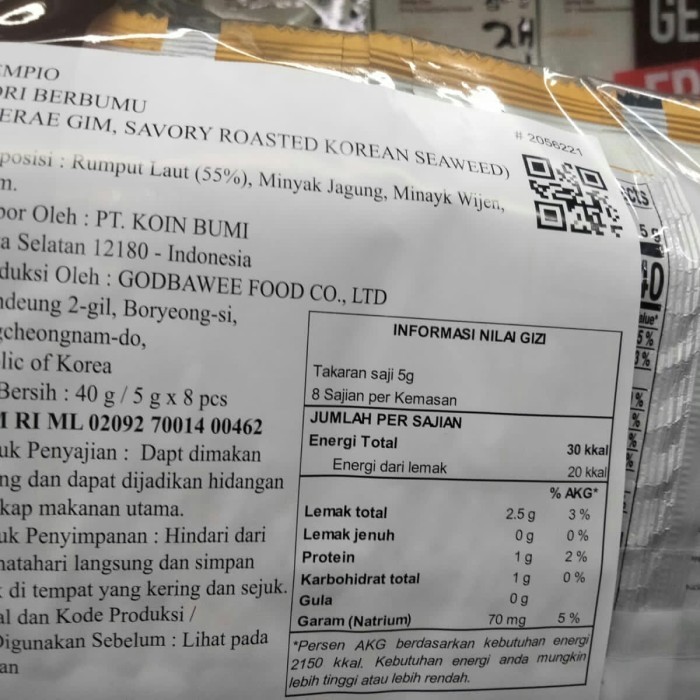 GE
EMPIO
ORI BERBUMU
ERAE GIM, SAVORY ROASTED KOREAN SEAWEED)
# 2056221
posisi : Rumput Laut (55%), Minyak Jagung, Minayk Wijen,
m.
por Oleh : PT. KOIN BUMI
a Selatan 12180 - Indonesia
duksi Oleh : GODBAWEE FOOD CO., LTD
ndeung 2-gil, Boryeong-si,
gcheongnam-do,
lic of Korea
Bersih : 40 g / 5 g x 8 pcs
M RI ML 02092 70014 00462
uk Penyajian : Dapt dimakan
ng dan dapat dijadikan hidangan
kap makanan utama.
uk Penyimpanan : Hindari dari
matahari langsung dan simpan
di tempat yang kering dan sejuk.
al dan Kode Produksi /
Digunakan Sebelum : Lihat pada
an
INFORMASI NILAI GIZI
Takaran saji 5g
8 Sajian per Kemasan
JUMLAH PER SAJIAN
Energi Total 30 kkal
Energi dari lemak 20 kkal
% AKG*
Lemak total 2.5 g 3 %
Lemak jenuh 0 g 0 %
Protein 1 g 2 %
Karbohidrat total 1 g 0 %
Gula 0 g
Garam (Natrium) 70 mg 5 %
*Persen AKG berdasarkan kebutuhan energi
2150 kkal. Kebutuhan energi anda mungkin
lebih tinggi atau lebih rendah.